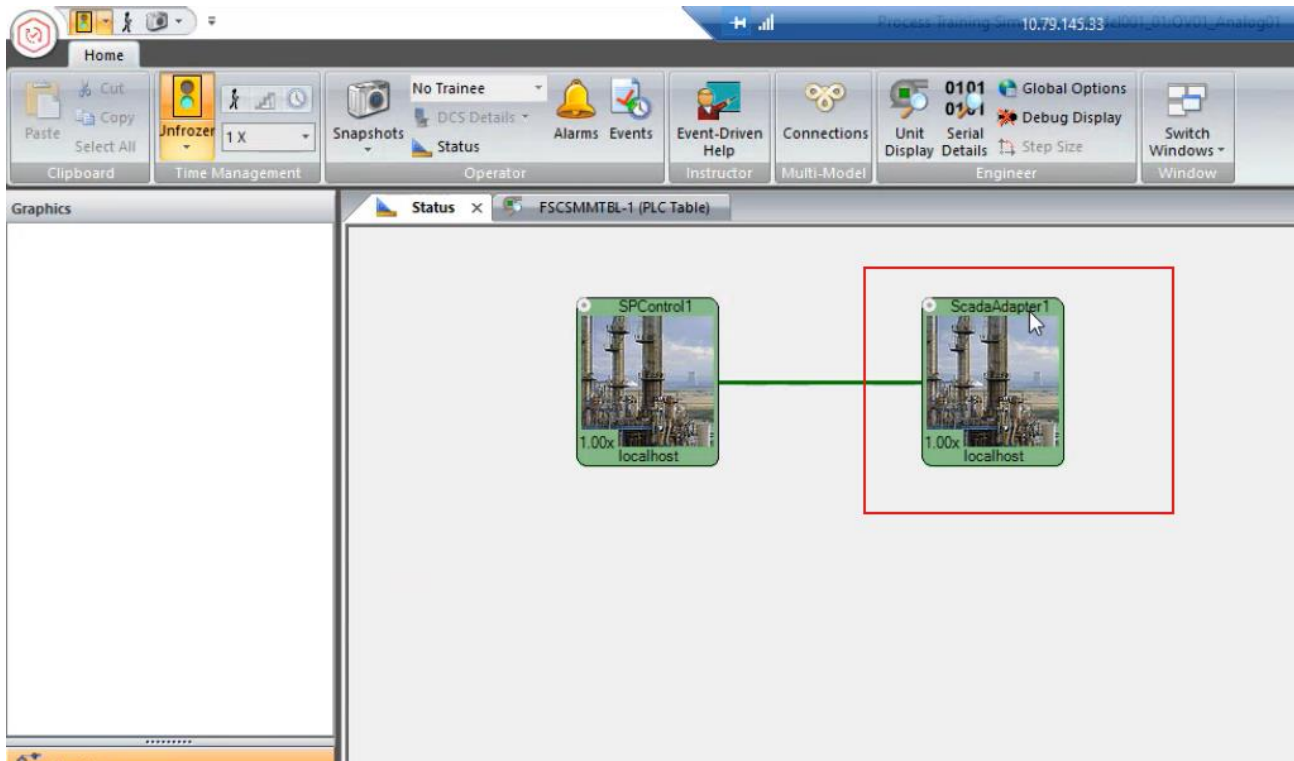 10.79.145.33
Home
Paste
Cut
Copy
Select All
Clipboard
Unfrozen
1 X
Time Management
Snapshots
No Trainee
DCS Details
Status
Alarms
Events
Operator
Event-Driven Help
Instructor
Connections
Multi-Model
Unit Display
Serial Details
0101
0101
Global Options
Debug Display
Step Size
Engineer
Switch Windows
Window
Graphics
Status
FSCSMMTBL-1 (PLC Table)
SPControl1
1.00x
localhost
ScadaAdapter1
1.00x
localhost